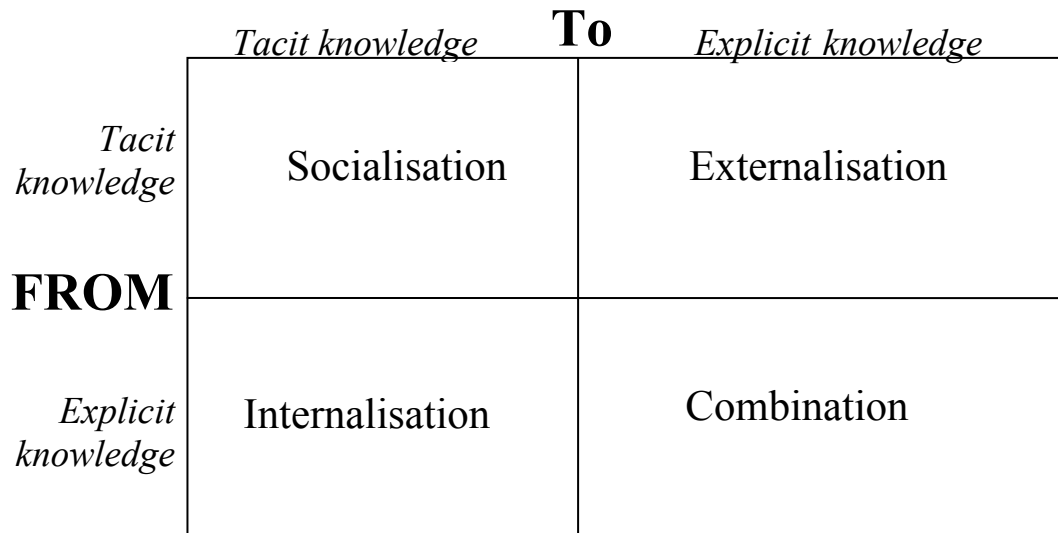 To
Tacit knowledge
Explicit knowledge
Tacit
knowledge
Socialisation
Externalisation
FROM
Explicit
knowledge
Internalisation
Combination